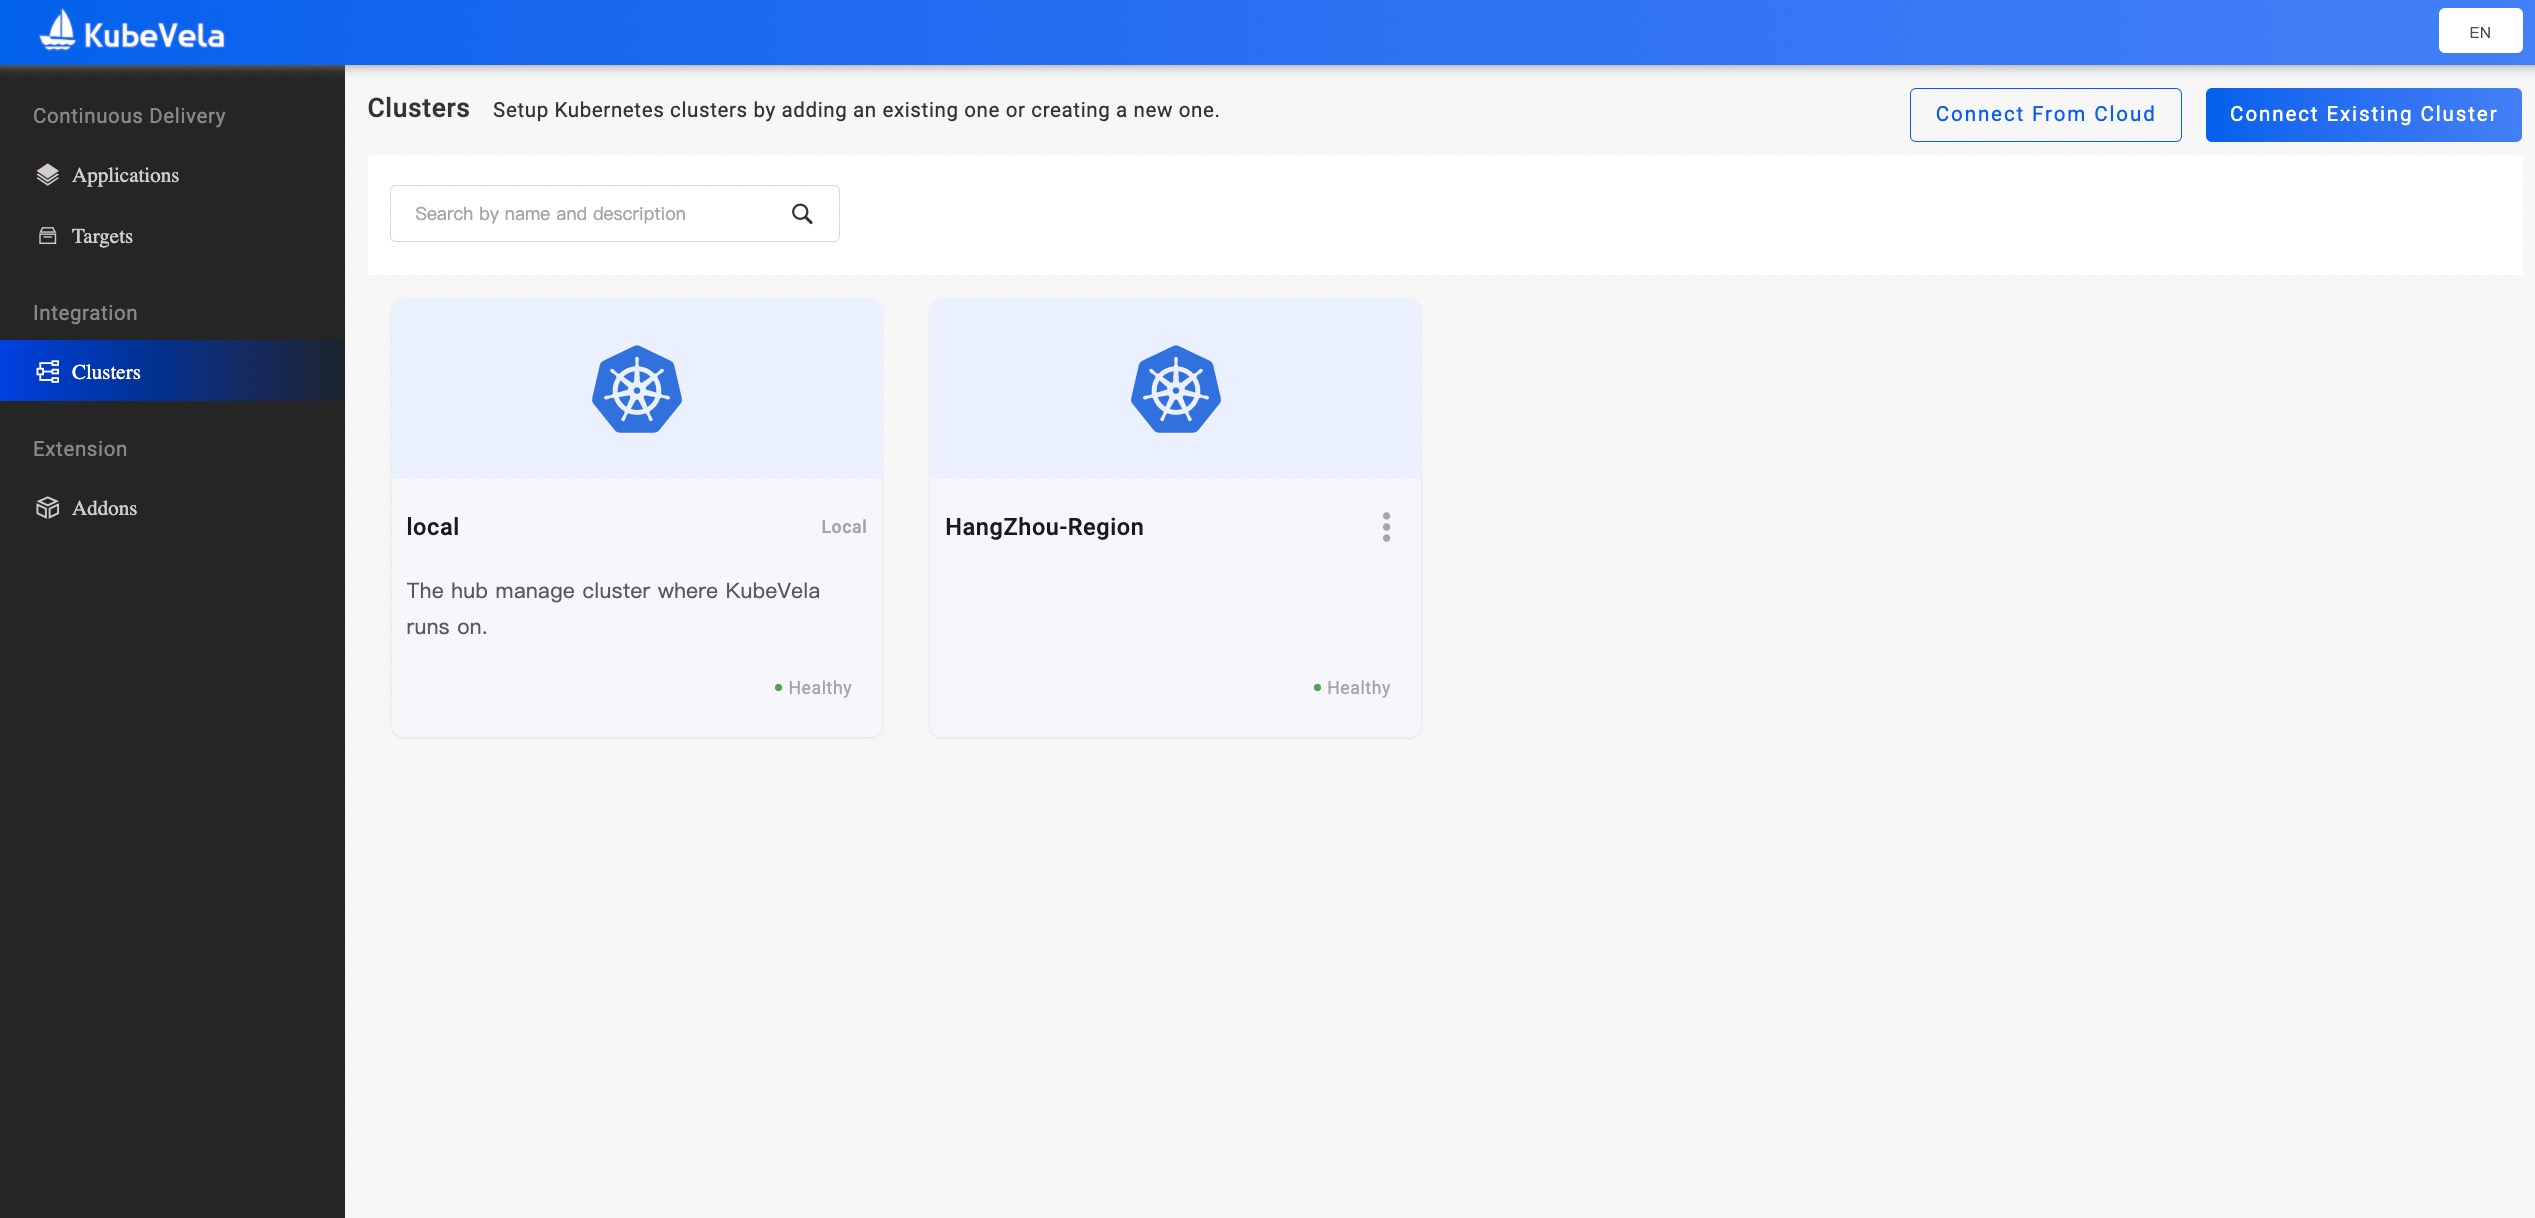 KubeVela
EN
Continuous Delivery
Applications
Targets
Integration
Clusters
Extension
Addons
Clusters Setup Kubernetes clusters by adding an existing one or creating a new one.
Connect From Cloud
Connect Existing Cluster
Search by name and description
local
Local
The hub manage cluster where KubeVela
runs on.
Healthy
HangZhou-Region
Healthy